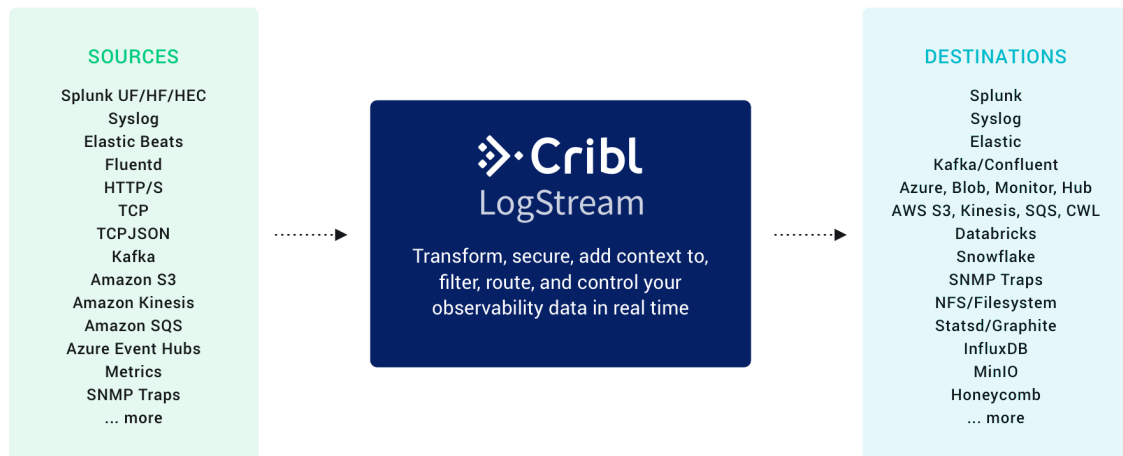 SOURCES
Splunk UF/HF/HEC
Syslog
Elastic Beats
Fluentd
HTTP/S
TCP
TCPJSON
Kafka
Amazon S3
Amazon Kinesis
Amazon SQS
Azure Event Hubs
Metrics
SNMP Traps
... more
Cribl
LogStream
Transform, secure, add context to,
filter, route, and control your
observability data in real time
DESTINATIONS
Splunk
Syslog
Elastic
Kafka/Confluent
Azure, Blob, Monitor, Hub
AWS S3, Kinesis, SQS, CWL
Databricks
Snowflake
SNMP Traps
NFS/Filesystem
Statsd/Graphite
InfluxDB
MinIO
Honeycomb
... more